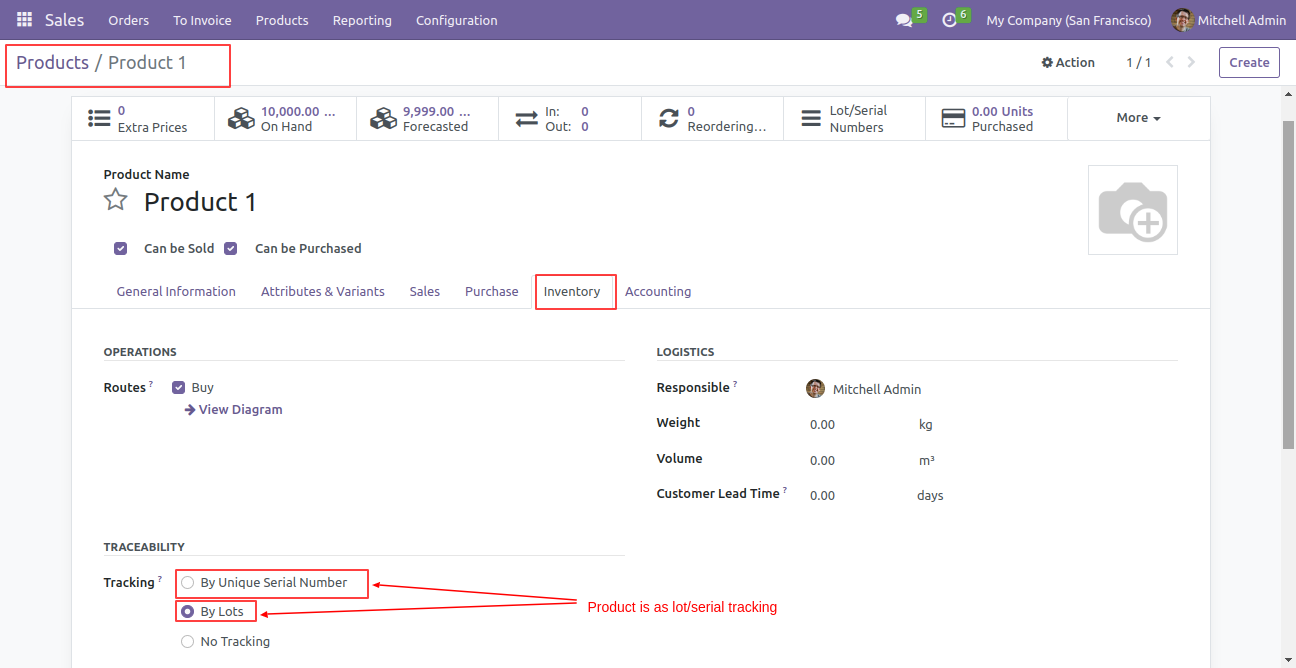 Sales Orders To Invoice Products Reporting Configuration 5 6 My Company (San Francisco) Mitchell Admin
Products / Product 1 Action 1 / 1 Create
0 Extra Prices
10,000.00 ... On Hand
9,999.00 ... Forecasted
In: 0
Out: 0
0 Reordering...
Lot/Serial Numbers
0.00 Units Purchased
More
Product Name
Product 1
Can be Sold Can be Purchased
General Information Attributes & Variants Sales Purchase Inventory Accounting
OPERATIONS
Routes ? Buy
View Diagram
LOGISTICS
Responsible ? Mitchell Admin
Weight 0.00 kg
Volume 0.00 m³
Customer Lead Time ? 0.00 days
TRACEABILITY
Tracking ? By Unique Serial Number
By Lots
No Tracking
Product is as lot/serial tracking